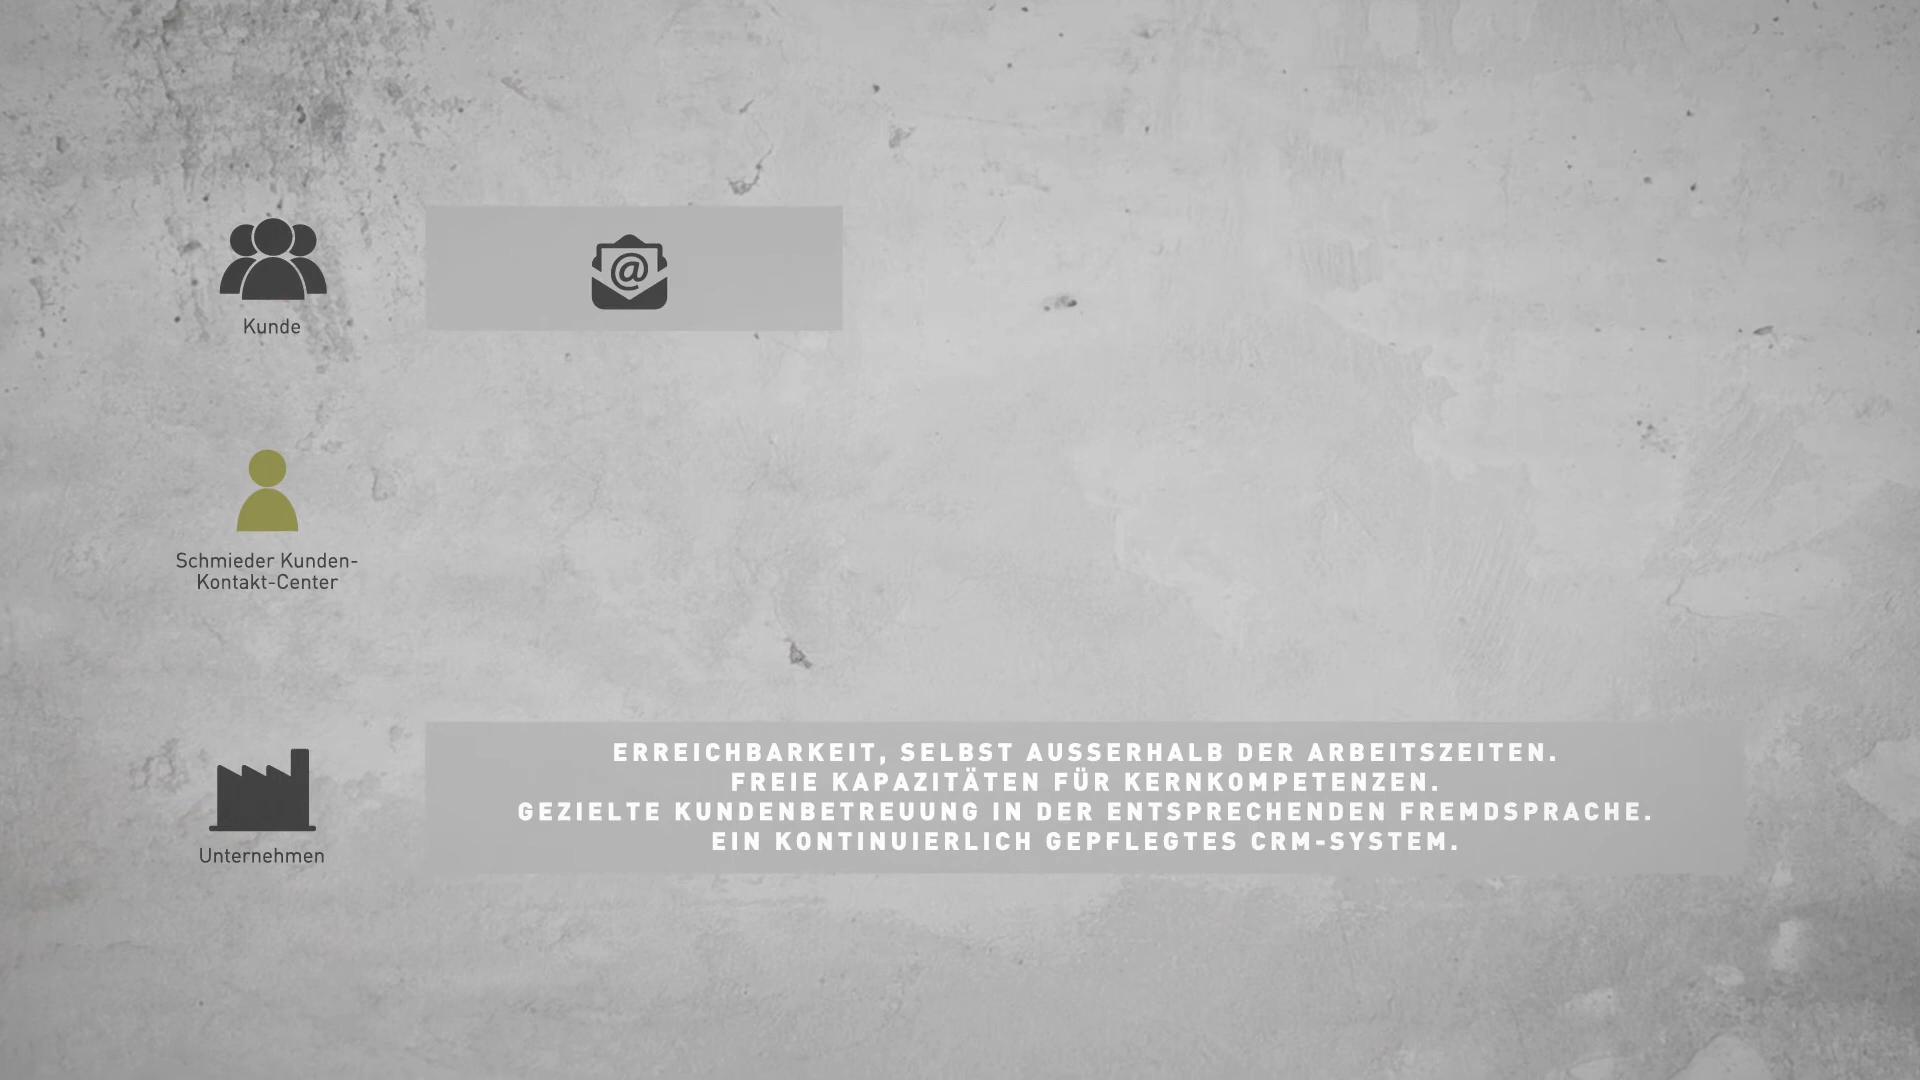 @
Kunde
Schmieder Kunden-
Kontakt-Center
ERREICHBARKEIT, SELBST AUSSERHALB DER ARBEITSZEITEN.
FREIE KAPAZITÄTEN FÜR KERNKOMPETENZEN.
GEZIELTE KUNDENBETREUUNG IN DER ENTSPRECHENDEN FREMDSPRACHE.
EIN KONTINUIERLICH GEPFLEGTES CRM-SYSTEM.
Unternehmen